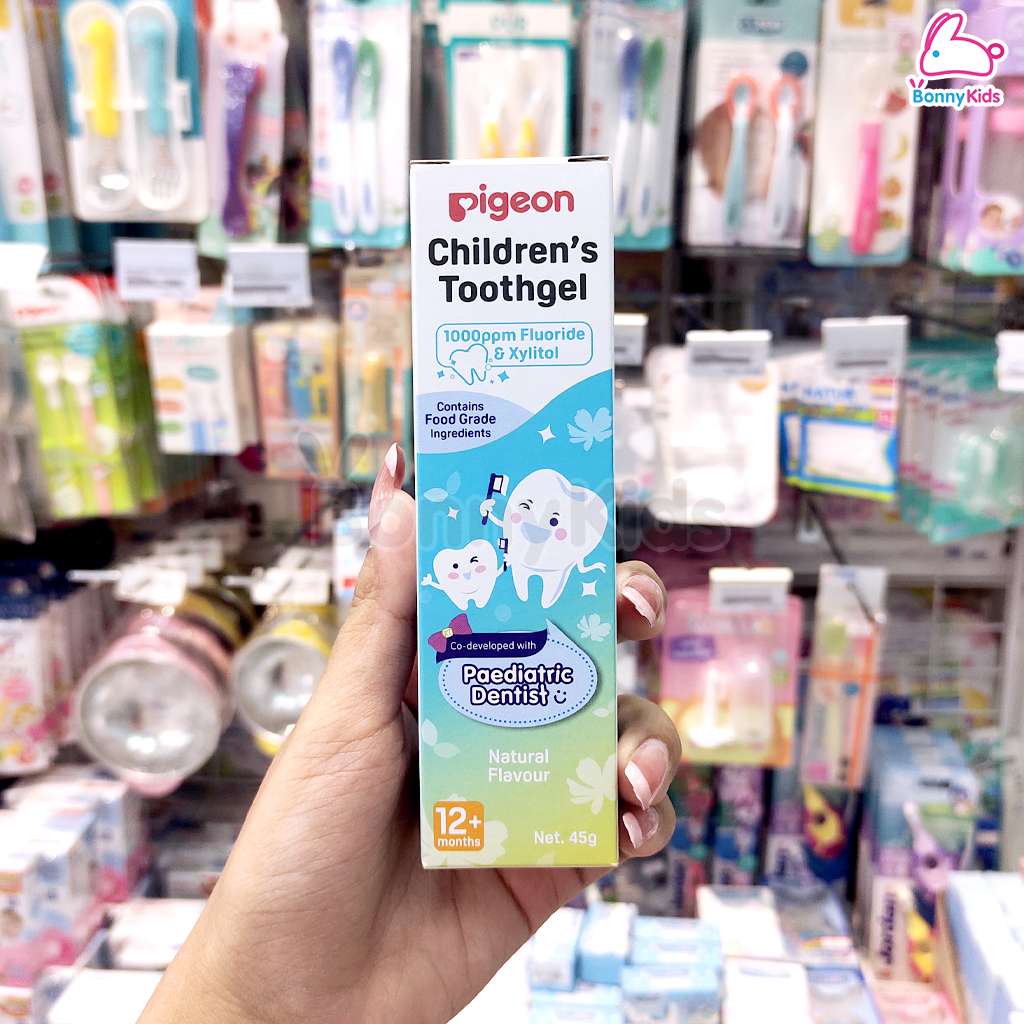 BonnyKids
pigeon
Children's
Toothgel
1000ppm Fluoride
& Xylitol
Contains
Food Grade
Ingredients
BonnyKids
Co-developed with
Paediatric
Dentist
Natural
Flavour
12+
months
Net. 45g